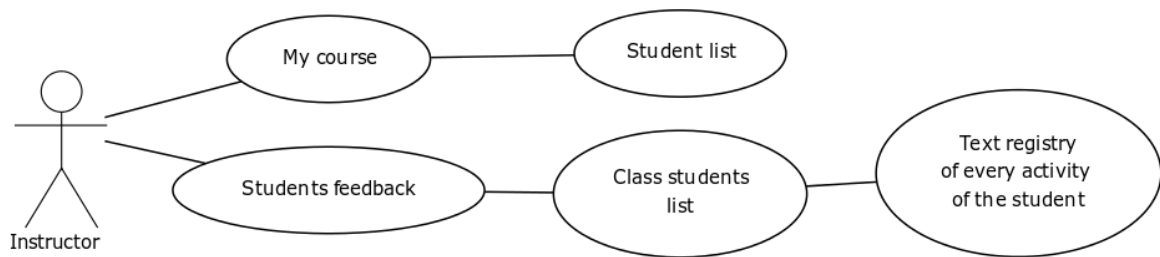 My course
Student list
Students feedback
Class students
list
Text registry
of every activity
of the student
Instructor